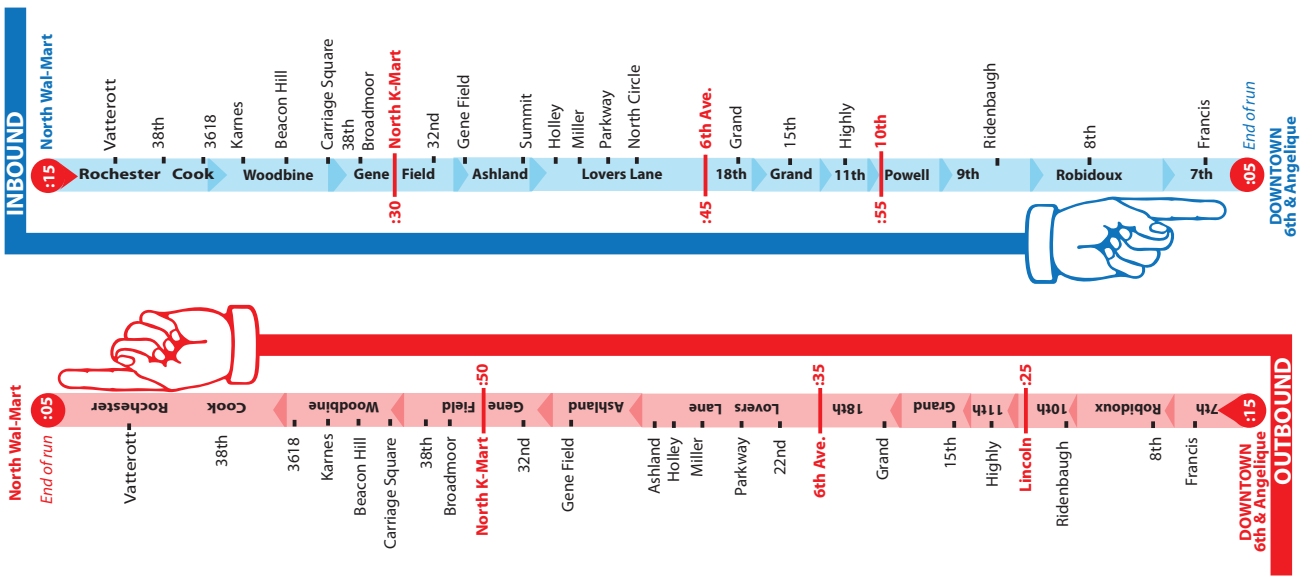 INBOUND
North Wal-Mart
:15
Vatterott
38th
3618
Karnes
Beacon Hill
Carriage Square
38th
Broadmoor
North K-Mart
32nd
Gene Field
Summit
Holley
Miller
Parkway
North Circle
6th Ave.
Grand
15th
Highly
10th
Ridenbaugh
8th
Francis
End of run
Rochester
Cook
Woodbine
Gene
Field
Ashland
Lovers Lane
18th
Grand
11th
Powell
9th
Robidoux
7th
:05
:30
:45
:55
DOWNTOWN
6th & Angelique
North Wal-Mart
End of run
:05
:50
:35
:25
Rochester
Cook
Woodbine
Field
Gene
Ashland
Lovers Lane
18th
Grand
11th
10th
Robidoux
7th
:15
Vatterott
38th
3618
Karnes
Beacon Hill
Carriage Square
38th
Broadmoor
North K-Mart
32nd
Gene Field
Ashland
Holley
Miller
Parkway
22nd
6th Ave.
Grand
15th
Highly
Lincoln
Ridenbaugh
8th
Francis
DOWNTOWN
6th & Angelique
OUTBOUND